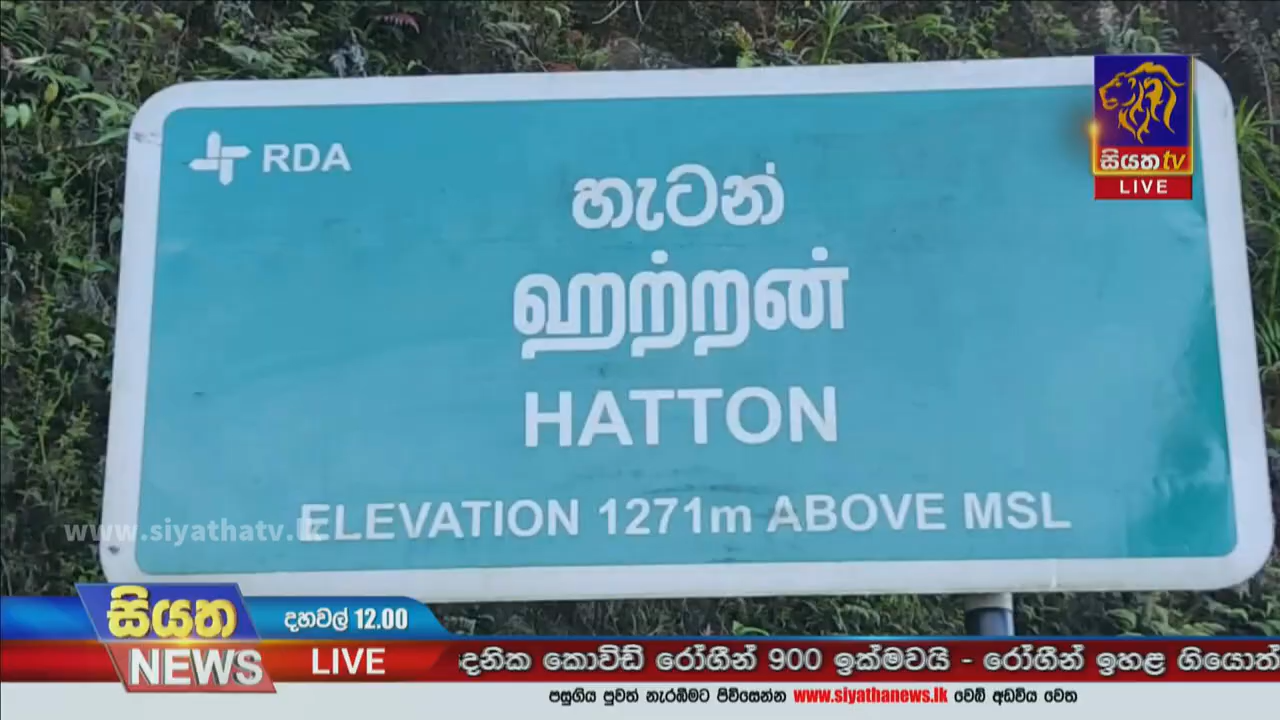 RDA
හැටන්
ஹற்றன்
HATTON
ELEVATION 1271m ABOVE MSL
සියත tv
LIVE
www.siyathatv.lk
සියත
NEWS
දහවල් 12.00
LIVE
දෛනික කොවිඩ් රෝගීන් 900 ඉක්මවයි - රෝගීන් ඉහළ ගියොත්
පසුගිය පුවත් නැරඹීමට පිවිසෙන්න www.siyathanews.lk වෙබ් අඩවිය වෙත